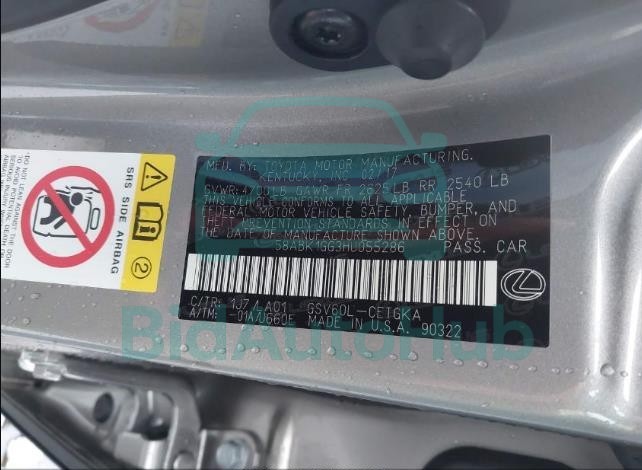 MFD. BY: TOYOTA MOTOR MANUFACTURING,
KENTUCKY, INC. 02/17
GVWR: LB GAWR FR 2625 LB RR 2540 LB
THIS VEHICLE CONFORMS TO ALL APPLICABLE
FEDERAL MOTOR VEHICLE SAFETY, BUMPER, AND
THEFT PREVENTION STANDARDS IN EFFECT ON
THE DATE OF MANUFACTURE SHOWN ABOVE.
58ABK1GG3HU055286 PASS. CAR
C/TR: 1J7/LA01 GSV60L-CETGKA
A/TM: -01A/U660E MADE IN U.S.A. 90322
SRS SIDE AIRBAG
2
BidAutoHub